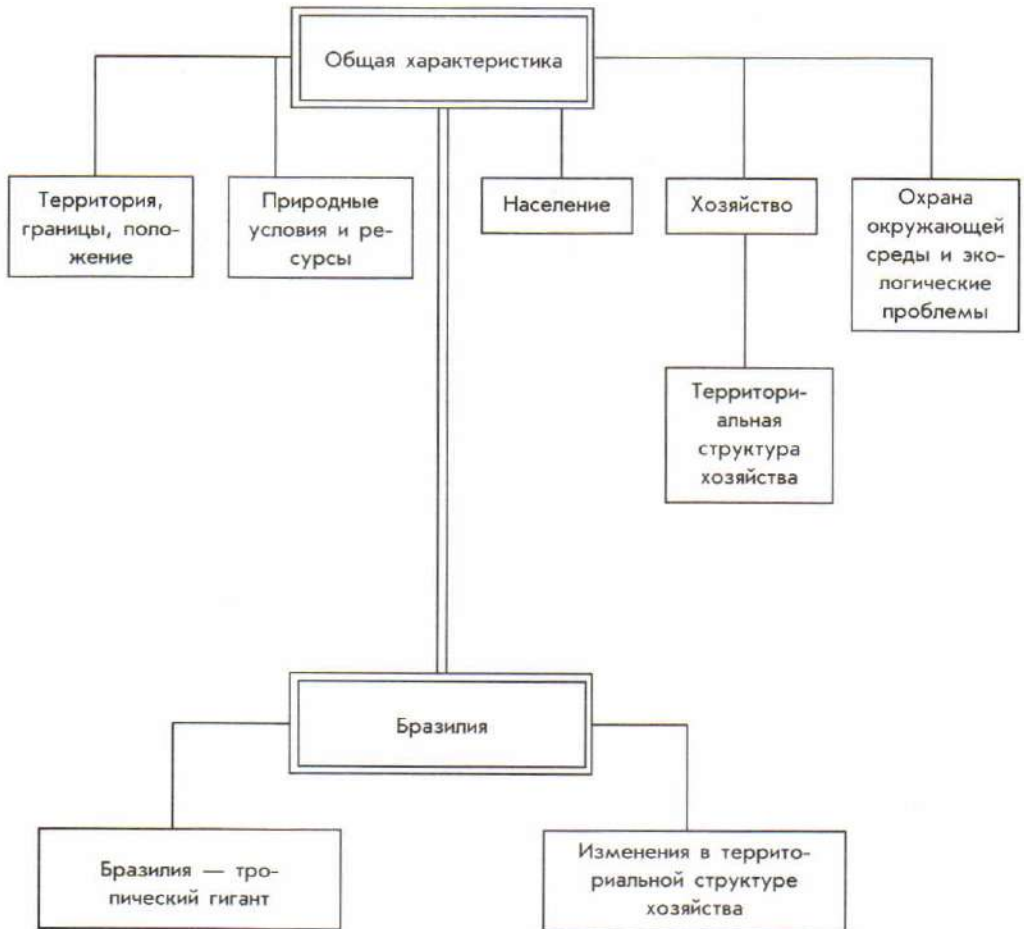 Общая характеристика
Территория,
границы, поло-
жение
Природные
условия и ре-
сурсы
Население
Хозяйство
Охрана
окружающей
среды и эко-
логические
проблемы
Территори-
альная
структура
хозяйства
Бразилия
Бразилия — тро-
пический гигант
Изменения в террито-
риальной структуре
хозяйства